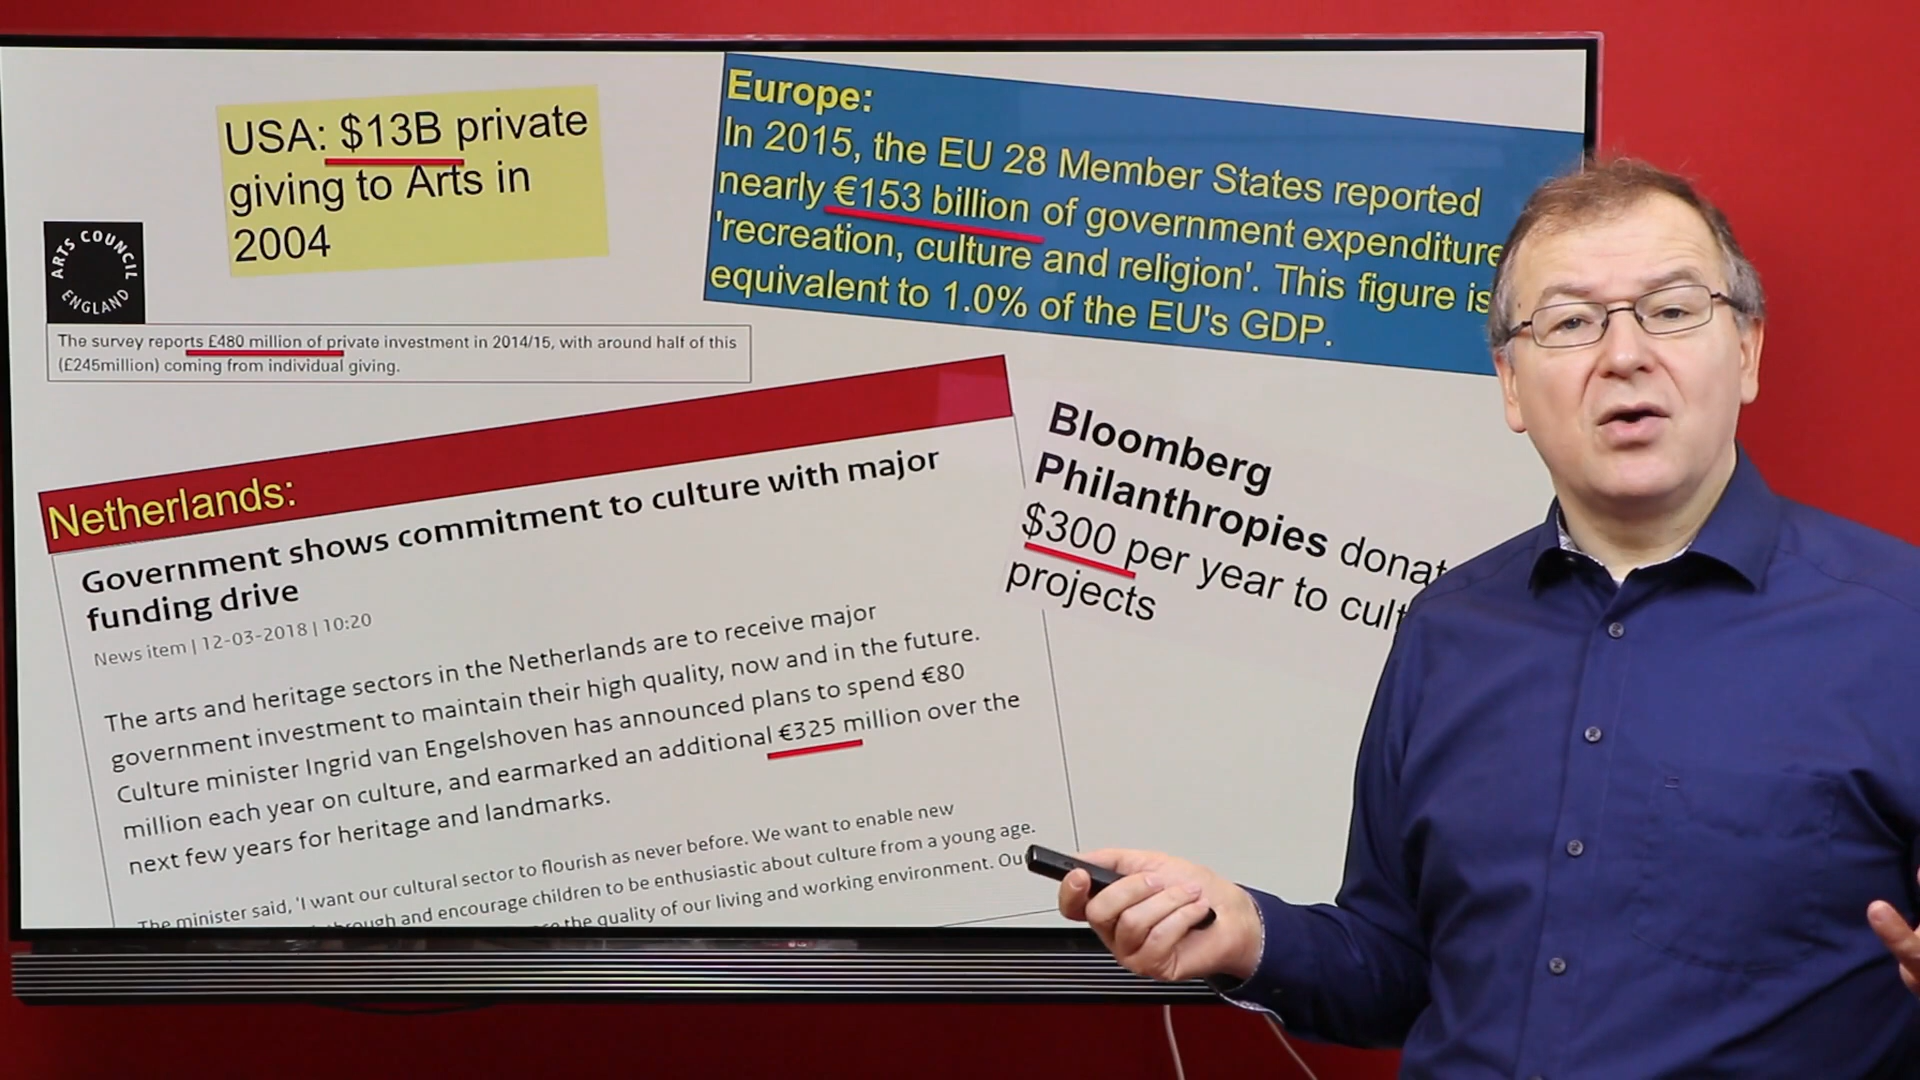 USA: $13B private
giving to Arts in
2004
ARTS COUNCIL
ENGLAND
The survey reports £480 million of private investment in 2014/15, with around half of this
(£245million) coming from individual giving.
Europe:
In 2015, the EU 28 Member States reported
nearly €153 billion of government expenditure
'recreation, culture and religion'. This figure is
equivalent to 1.0% of the EU's GDP.
Netherlands:
Government shows commitment to culture with major
funding drive
News item | 12-03-2018 | 10:20
The arts and heritage sectors in the Netherlands are to receive major
government investment to maintain their high quality, now and in the future.
Culture minister Ingrid van Engelshoven has announced plans to spend €80
million each year on culture, and earmarked an additional €325 million over the
next few years for heritage and landmarks.
The minister said, 'I want our cultural sector to flourish as never before. We want to enable new
through and encourage children to be enthusiastic about culture from a young age.
the quality of our living and working environment. Ou
Bloomberg
Philanthropies donat
$300 per year to cult
projects